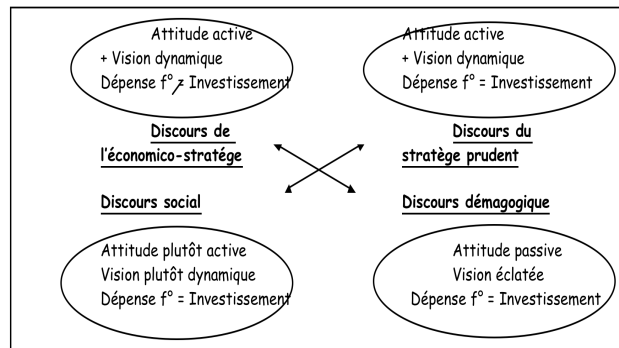 Attitude active
+ Vision dynamique
Dépense f° ≠ Investissement
Attitude active
+ Vision dynamique
Dépense f° = Investissement
Discours de
l'économico-stratége
Discours du
stratège prudent
Discours social
Discours démagogique
Attitude plutôt active
Vision plutôt dynamique
Dépense f° = Investissement
Attitude passive
Vision éclatée
Dépense f° = Investissement